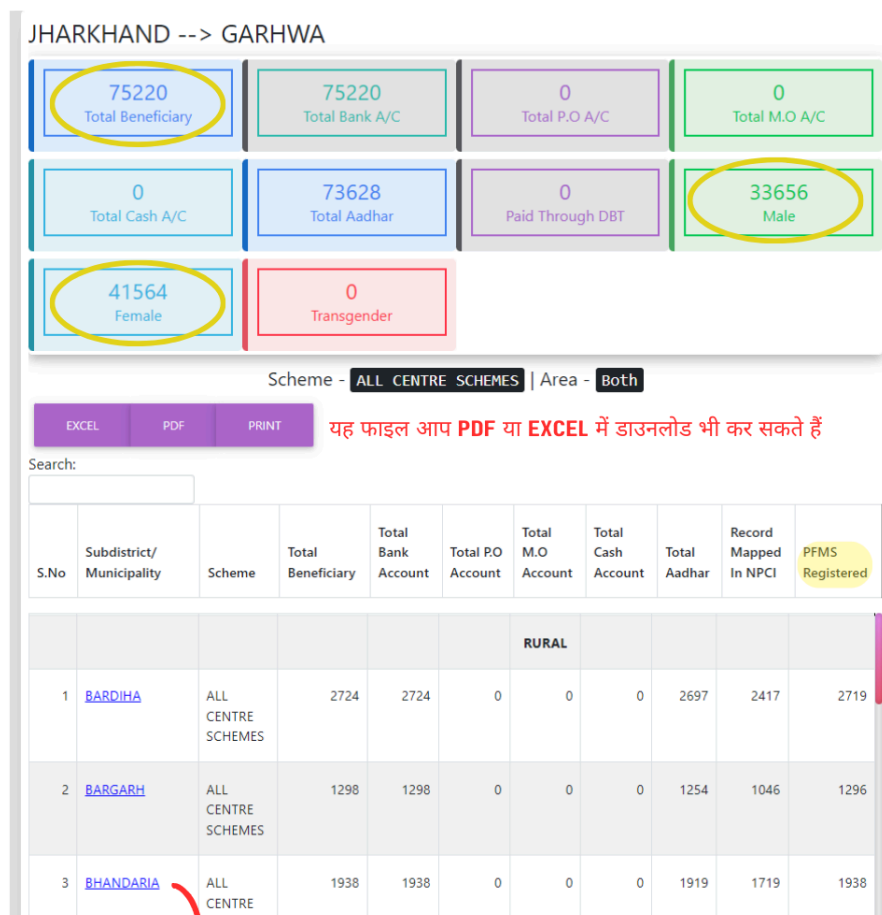 JHARKHAND --> GARHWA
75220
Total Beneficiary
75220
Total Bank A/C
0
Total P.O A/C
0
Total M.O A/C
0
Total Cash A/C
73628
Total Aadhar
0
Paid Through DBT
33656
Male
41564
Female
0
Transgender
Scheme - ALL CENTRE SCHEMES | Area - Both
EXCEL PDF PRINT यह फाइल आप PDF या EXCEL में डाउनलोड भी कर सकते हैं
Search:
S.No Subdistrict/ Municipality Scheme Total Beneficiary Total Bank Account Total P.O Account Total M.O Account Total Cash Account Total Aadhar Record Mapped In NPCI PFMS Registered
RURAL
1 BARDIHA ALL CENTRE SCHEMES 2724 2724 0 0 0 2697 2417 2719
2 BARGARH ALL CENTRE SCHEMES 1298 1298 0 0 0 1254 1046 1296
3 BHANDARIA ALL CENTRE 1938 1938 0 0 0 1919 1719 1938